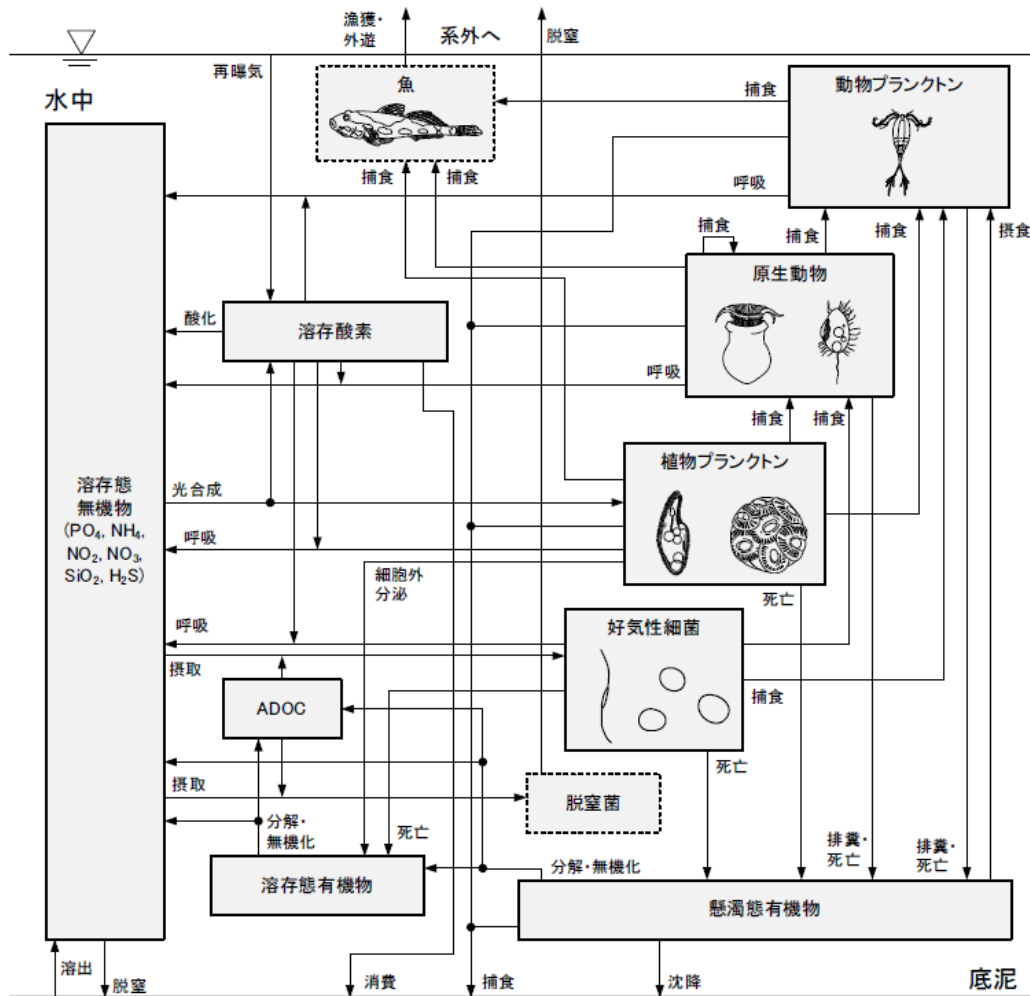 漁獲・
外遊
系外へ
脱窒
再曝気
水中
魚
捕食
動物プランクトン
捕食
捕食
呼吸
捕食
捕食
捕食
摂食
原生動物
酸化
溶存酸素
呼吸
捕食
捕食
植物プランクトン
溶存態
無機物
(PO₄, NH₄,
NO₂, NO₃,
SiO₂, H₂S)
光合成
呼吸
細胞外
分泌
死亡
好気性細菌
呼吸
摂取
ADOC
捕食
死亡
摂取
脱窒菌
分解・
無機化
死亡
排糞・
死亡
排糞・
死亡
分解・無機化
溶存態有機物
懸濁態有機物
溶出
脱窒
消費
捕食
沈降
底泥